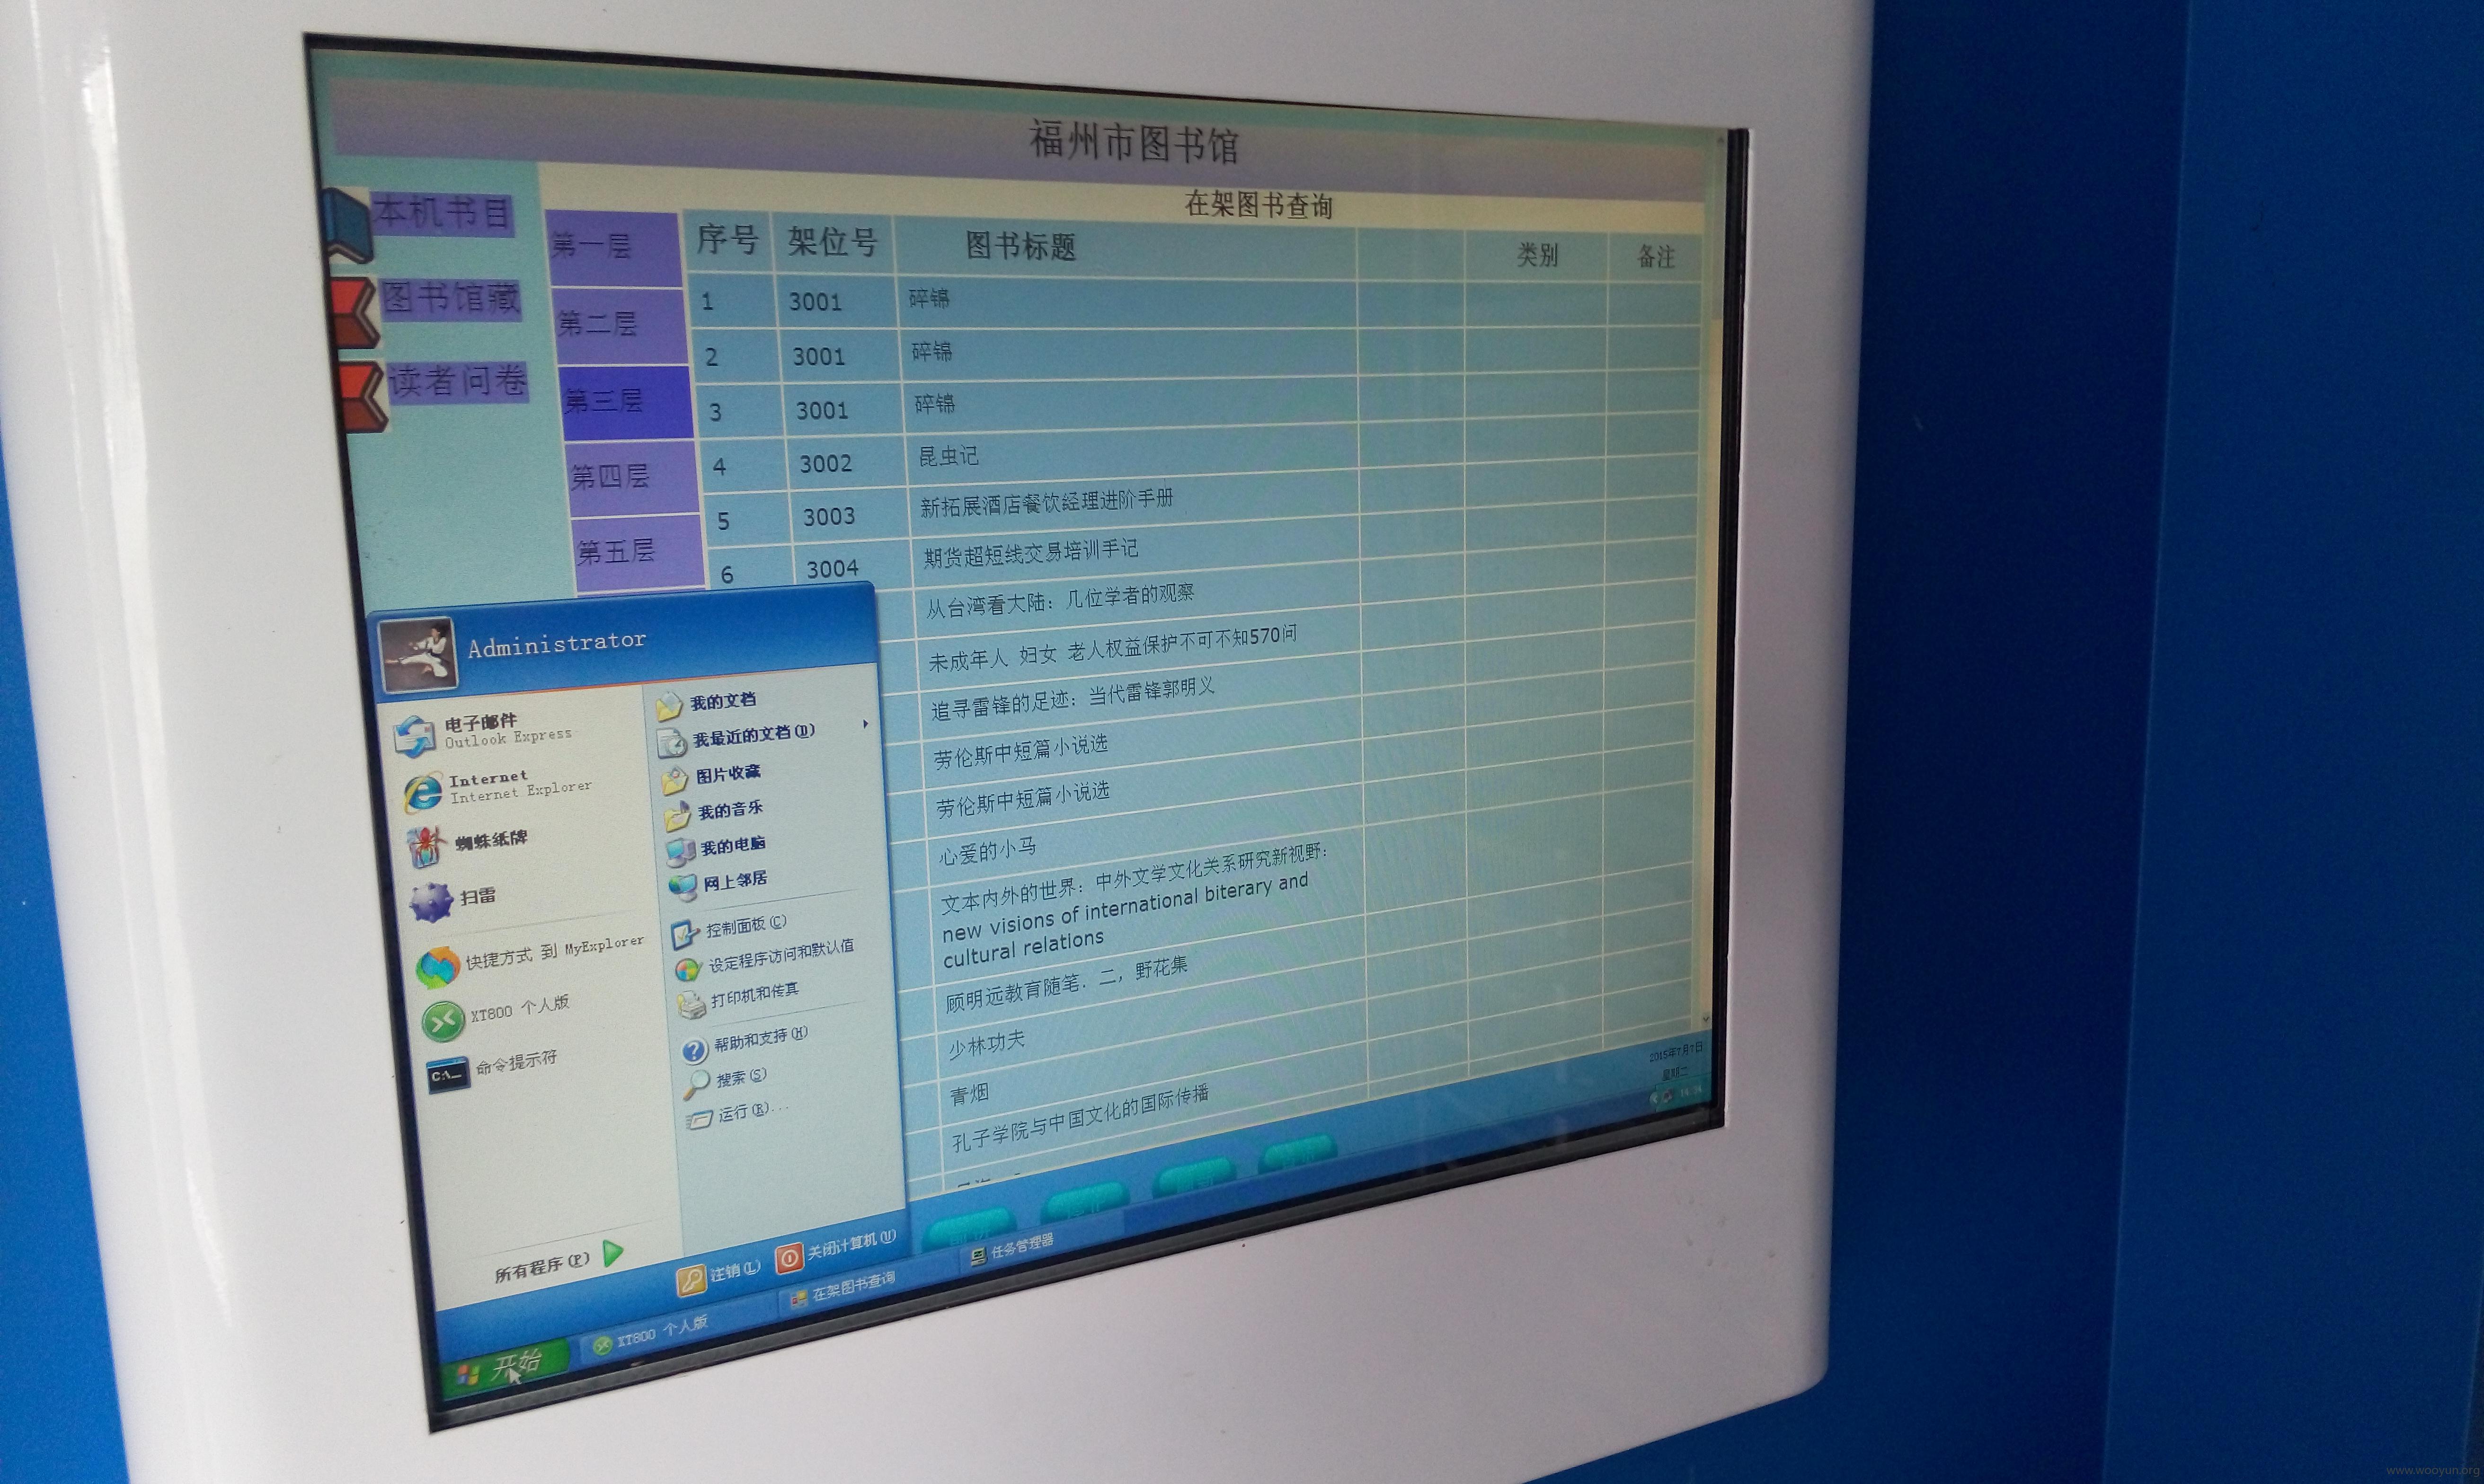 福州市图书馆
在架图书查询
本机书目
图书馆藏
读者问卷
第一层
第二层
第三层
第四层
第五层
序号 架位号 图书标题 类别 备注
1 3001 碎锦
2 3001 碎锦
3 3001 碎锦
4 3002 昆虫记
5 3003 新拓展酒店餐饮经理进阶手册
6 3004 期货超短线交易培训手记
从台湾看大陆：几位学者的观察
未成年人 妇女 老人权益保护不可不知570问
追寻雷锋的足迹：当代雷锋郭明义
劳伦斯中短篇小说选
劳伦斯中短篇小说选
心爱的小马
文本内外的世界：中外文学文化关系研究新视野：
new visions of international biterary and
cultural relations
顾明远教育随笔．二，野花集
少林功夫
青烟
孔子学院与中国文化的国际传播
Administrator
电子邮件
Outlook Express
Internet
Internet Explorer
蜘蛛纸牌
扫雷
快捷方式 到 MyExplorer
XT800 个人版
命令提示符
C:\_
所有程序(P)
我的文档
我最近的文档(D)
图片收藏
我的音乐
我的电脑
网上邻居
控制面板(C)
设定程序访问和默认值
打印机和传真
帮助和支持(H)
搜索(S)
运行(R)...
注销(L)
关闭计算机(U)
开始
XT800 个人版
在架图书查询
任务管理器
2015年7月7日
星期二
www.wooyun.org